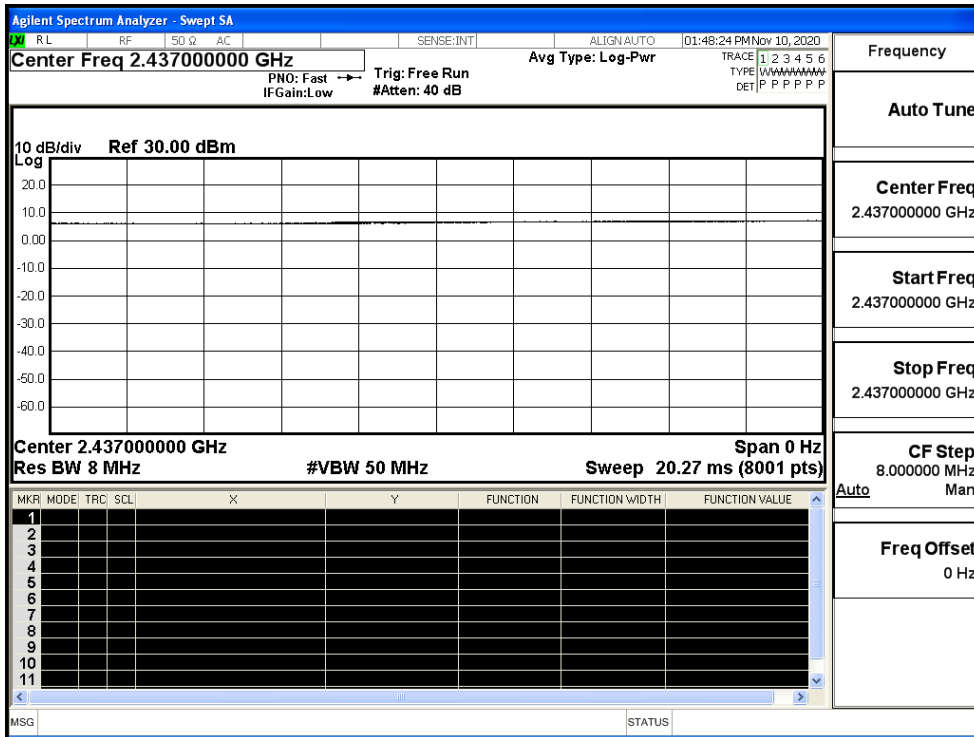 Agilent Spectrum Analyzer - Swept SA
LXI RL RF 50 Ω AC SENSE:INT ALIGN AUTO 01:48:24 PM Nov 10, 2020
Center Freq 2.437000000 GHz
PNO: Fast
IFGain:Low
Trig: Free Run
#Atten: 40 dB
Avg Type: Log-Pwr
TRACE 1 2 3 4 5 6
TYPE WWWWWW
DET P P P P P P
10 dB/div Ref 30.00 dBm
Log
20.0
10.0
0.00
-10.0
-20.0
-30.0
-40.0
-50.0
-60.0
Center 2.437000000 GHz Span 0 Hz
Res BW 8 MHz #VBW 50 MHz Sweep 20.27 ms (8001 pts)
MKR MODE TRC SCL X Y FUNCTION FUNCTION WIDTH FUNCTION VALUE
1
2
3
4
5
6
7
8
9
10
11
MSG STATUS
Frequency
Auto Tune
Center Freq
2.437000000 GHz
Start Freq
2.437000000 GHz
Stop Freq
2.437000000 GHz
CF Step
8.000000 MHz
Auto Man
Freq Offset
0 Hz